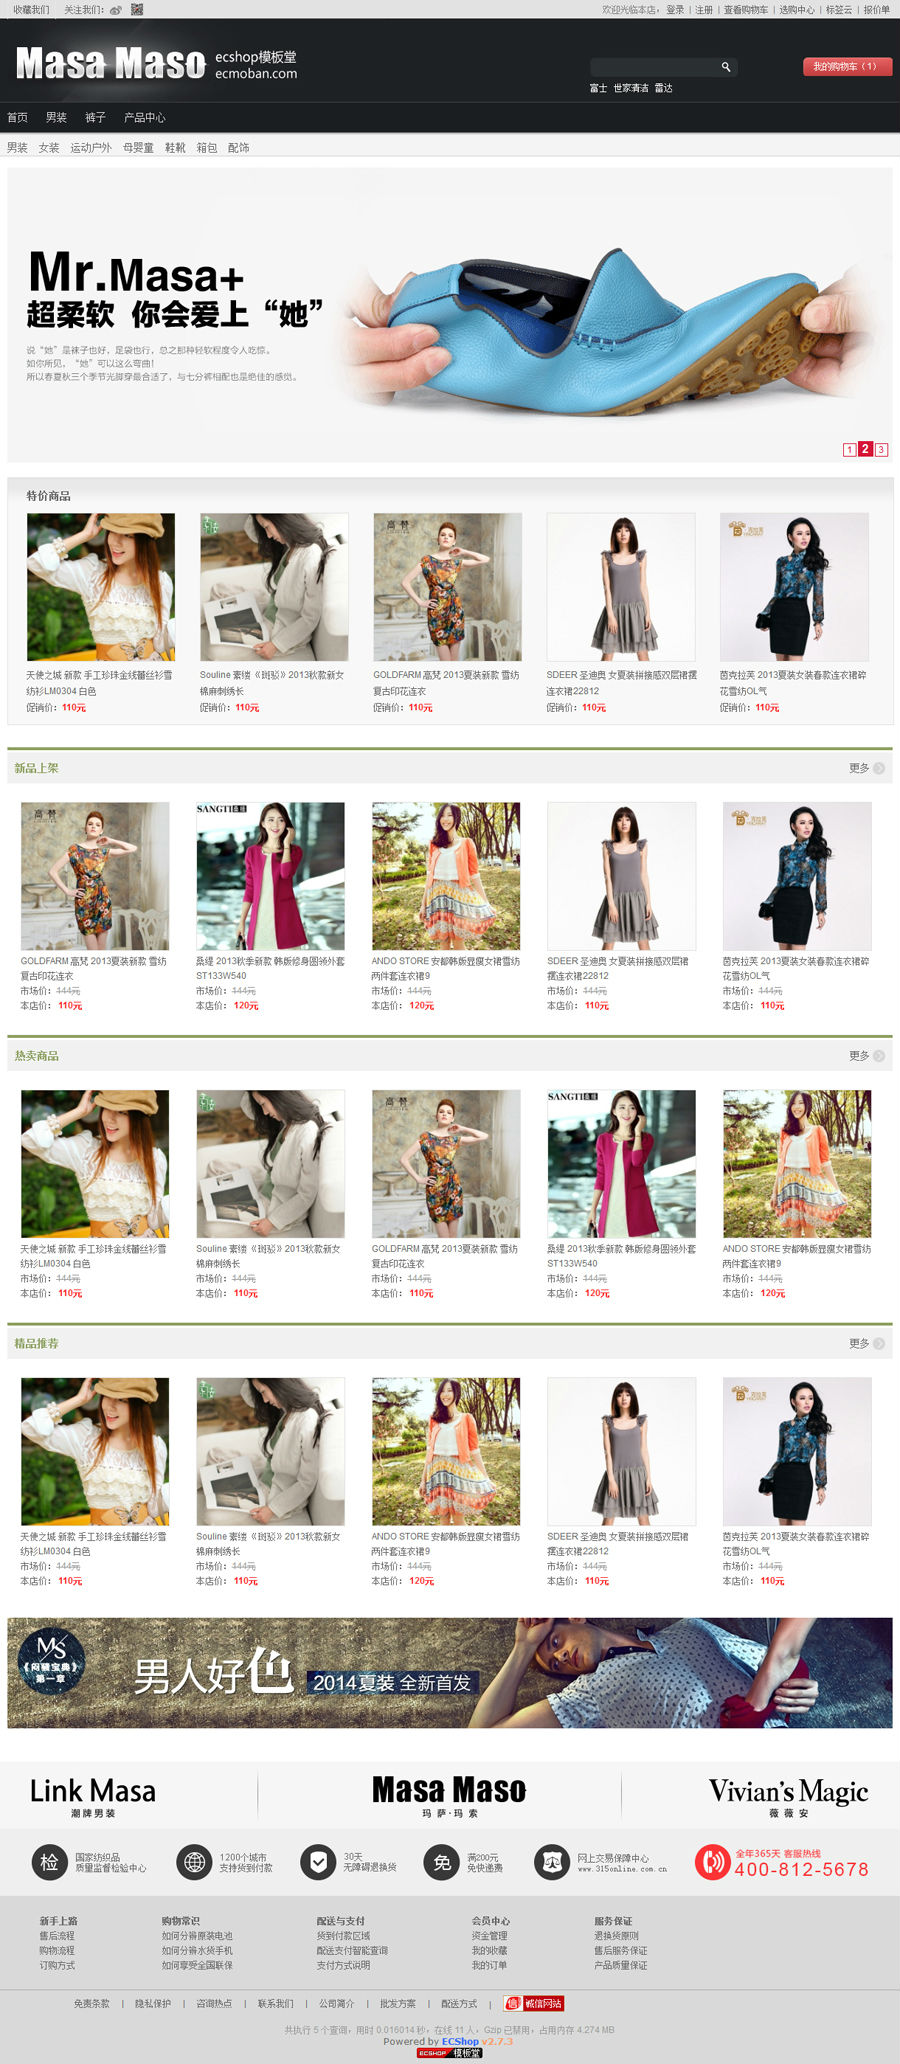 收藏我们 关注我们：
欢迎光临本店， 登录 | 注册 | 查看购物车 | 选购中心 | 标签云 | 报价单
Masa Maso ecshop模板堂
ecmoban.com
我的购物车（1）
富士 世家清洁 雷达
首页 男装 裤子 产品中心
男装 女装 运动户外 母婴童 鞋靴 箱包 配饰
Mr.Masa+
超柔软 你会爱上“她”
说“她”是袜子也好，足袋也行，总之那种轻软程度令人吃惊。
如你所见，“她”可以这么弯曲！
所以春夏秋三个季节光脚穿最合适了，与七分裤相配也是绝佳的感觉。
1 2 3
特价商品
天使之城 新款 手工珍珠金线蕾丝衫雪
纺衫LM0304 白色
促销价：110元
Souline 素缕《斑驳》2013秋款新女
棉麻刺绣长
促销价：110元
GOLDFARM 高梵 2013夏装新款 雪纺
复古印花连衣
促销价：110元
SDEER 圣迪奥 女夏装拼接感双层裙摆
连衣裙22812
促销价：110元
茵克拉芙 2013夏装女装春款连衣裙碎
花雪纺OL气
促销价：110元
新品上架 更多
GOLDFARM 高梵 2013夏装新款 雪纺
复古印花连衣
市场价：144元
本店价：110元
SANGTI
桑缇 2013秋季新款 韩版修身圆领外套
ST133W540
市场价：144元
本店价：120元
ANDO STORE 安都韩版显瘦女裙雪纺
两件套连衣裙9
市场价：144元
本店价：120元
SDEER 圣迪奥 女夏装拼接感双层裙
摆连衣裙22812
市场价：144元
本店价：110元
茵克拉芙 2013夏装女装春款连衣裙碎
花雪纺OL气
市场价：144元
本店价：110元
热卖商品 更多
天使之城 新款 手工珍珠金线蕾丝衫雪
纺衫LM0304 白色
市场价：144元
本店价：110元
Souline 素缕《斑驳》2013秋款新女
棉麻刺绣长
市场价：144元
本店价：110元
GOLDFARM 高梵 2013夏装新款 雪纺
复古印花连衣
市场价：144元
本店价：110元
SANGTI
桑缇 2013秋季新款 韩版修身圆领外套
ST133W540
市场价：144元
本店价：120元
ANDO STORE 安都韩版显瘦女裙雪纺
两件套连衣裙9
市场价：144元
本店价：120元
精品推荐 更多
天使之城 新款 手工珍珠金线蕾丝衫雪
纺衫LM0304 白色
市场价：144元
本店价：110元
Souline 素缕《斑驳》2013秋款新女
棉麻刺绣长
市场价：144元
本店价：110元
ANDO STORE 安都韩版显瘦女裙雪纺
两件套连衣裙9
市场价：144元
本店价：120元
SDEER 圣迪奥 女夏装拼接感双层裙
摆连衣裙22812
市场价：144元
本店价：110元
茵克拉芙 2013夏装女装春款连衣裙碎
花雪纺OL气
市场价：144元
本店价：110元
MS
《闷骚宝典》
第一章
男人好色 2014夏装 全新首发
Link Masa
潮牌男装
Masa Maso
玛萨·玛索
Vivian's Magic
薇薇安
检 国家纺织品
质量监督检验中心
1200个城市
支持货到付款
30天
无障碍退换货
免 满200元
免快递费
网上交易保障中心
www.315online.com.cn
全年365天 客服热线
400-812-5678
新手上路
售后流程
购物流程
订购方式
购物常识
如何分辨原装电池
如何分辨水货手机
如何享受全国联保
配送与支付
货到付款区域
配送支付智能查询
支付方式说明
会员中心
资金管理
我的收藏
我的订单
服务保证
退换货原则
售后服务保证
产品质量保证
免责条款 | 隐私保护 | 咨询热点 | 联系我们 | 公司简介 | 批发方案 | 配送方式 | 信 诚信网站
共执行 5 个查询，用时 0.016014 秒，在线 11 人，Gzip 已禁用，占用内存 4.274 MB
Powered by ECShop v2.7.3
ECSHOP 模板堂